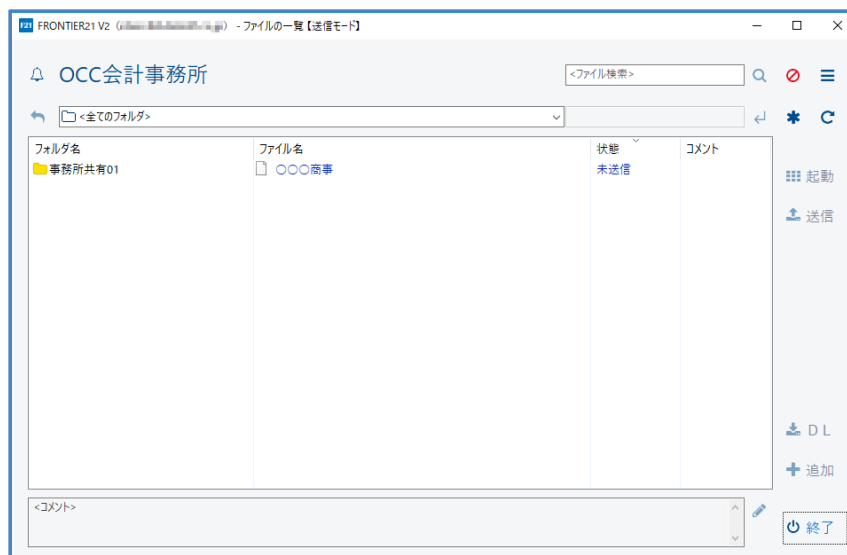 F21 FRONTIER21 V2 ( ) - ファイルの一覧【送信モード】
OCC会計事務所
<ファイル検索>
<全てのフォルダ>
フォルダ名 ファイル名 状態 コメント
事務所共有01 〇〇〇商事 未送信
起動
送信
ＤＬ
追加
<コメント>
終了